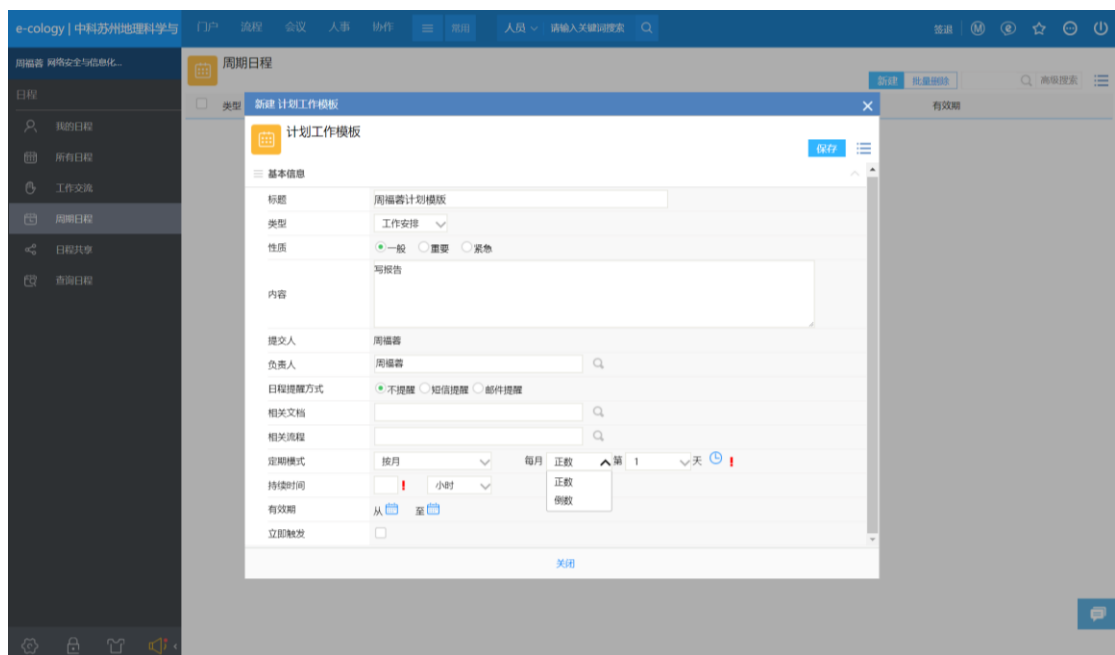 e-cology | 中科苏州地理科学与 门户 流程 会议 人事 协作 常用 人员 请输入关键词搜索 签退
周福蓉 网络安全与信息化...
周期日程
新建 批量删除 高级搜索
日程
类型 有效期
我的日程
所有日程
工作交流
周期日程
日程共享
查询日程
新建 计划工作模板
计划工作模板
保存
基本信息
标题 周福蓉计划模版
类型 工作安排
性质 一般 重要 紧急
内容 写报告
提交人 周福蓉
负责人 周福蓉
日程提醒方式 不提醒 短信提醒 邮件提醒
相关文档
相关流程
定期模式 按月 每月 正数 第 1 天 !
正数
倒数
持续时间 ! 小时
有效期 从 至
立即触发
关闭